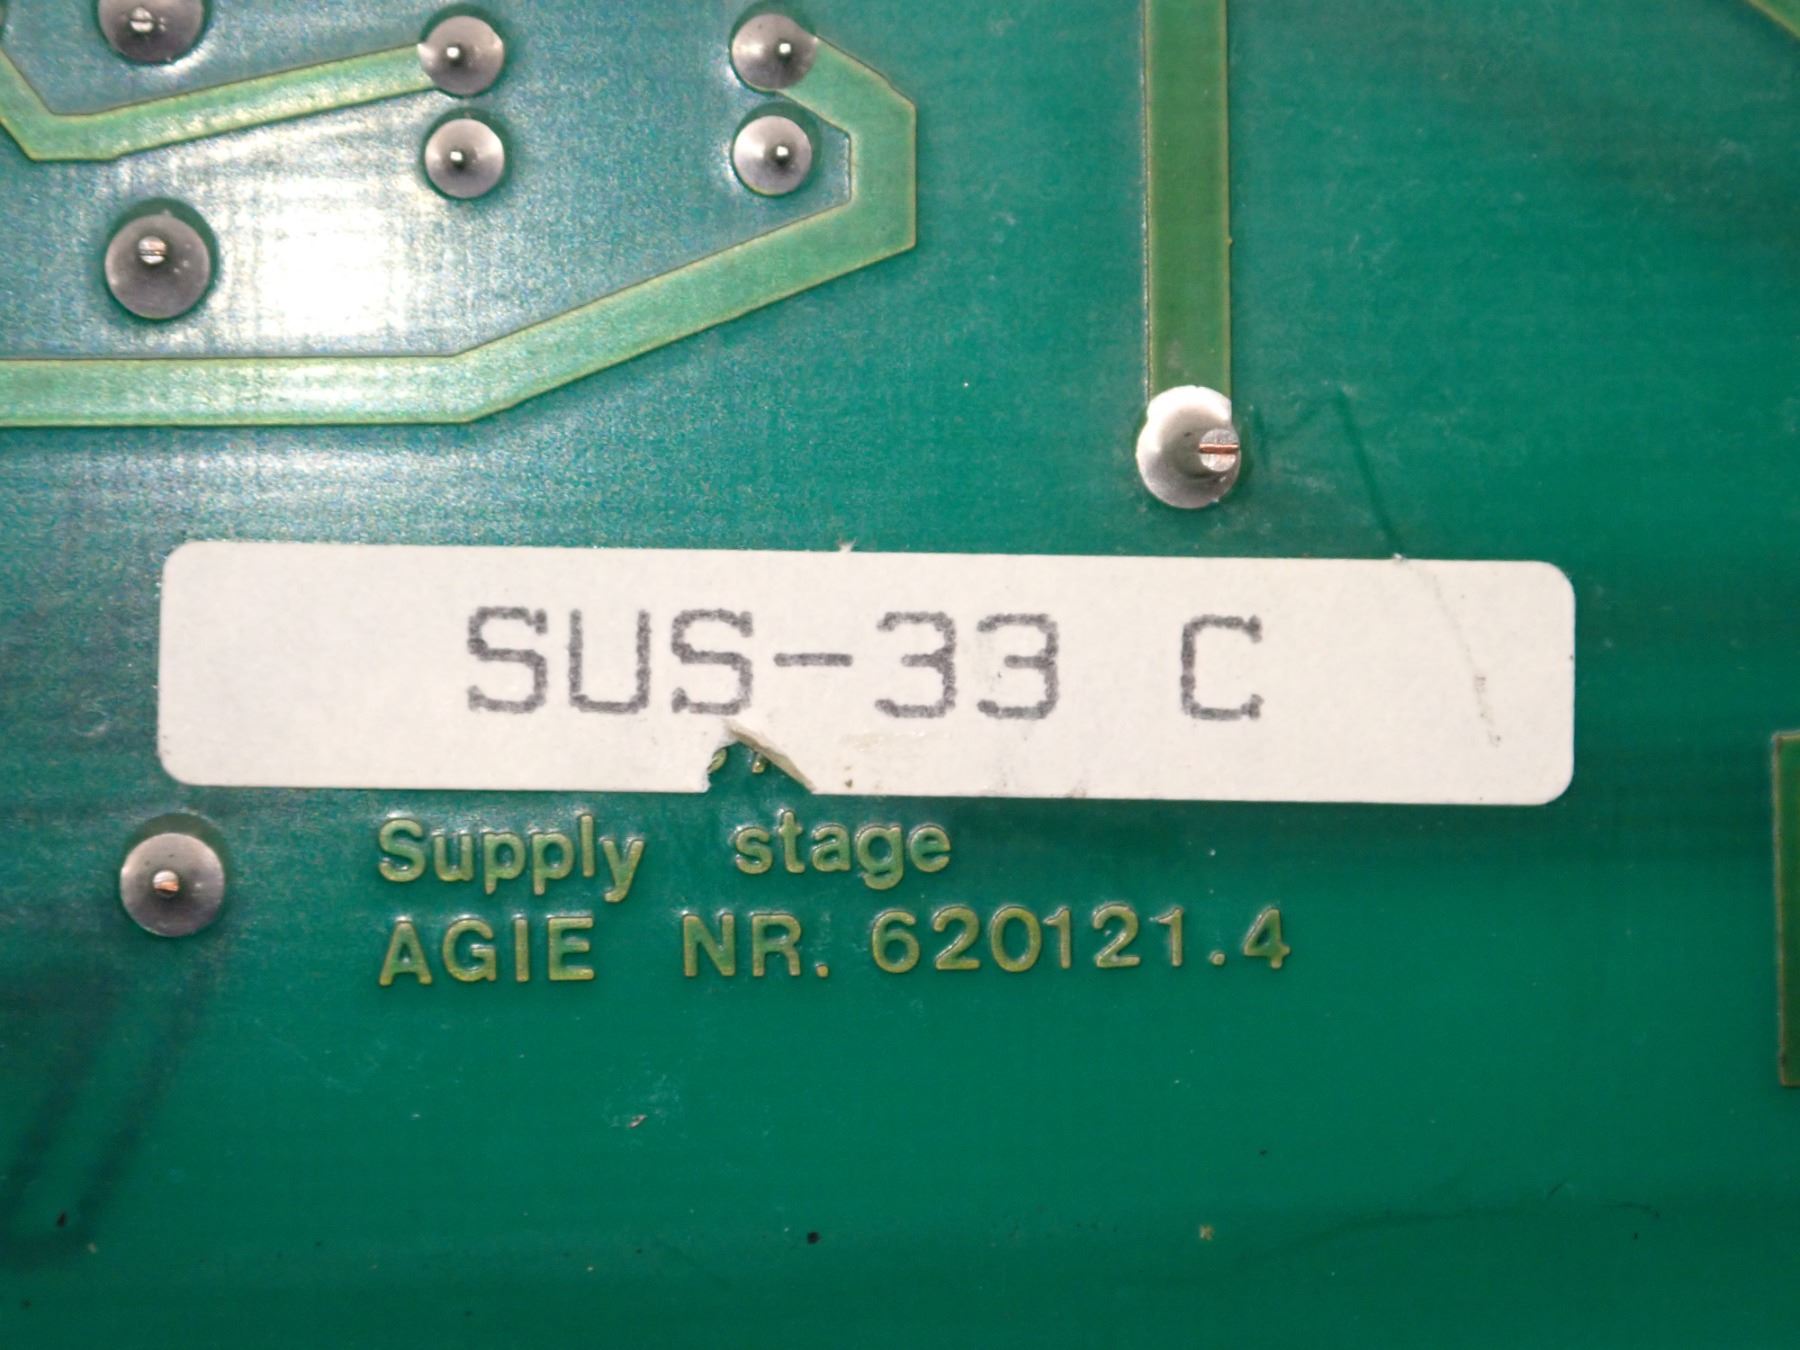 SUS-33 C
Supply stage
AGIE NR. 620121.4